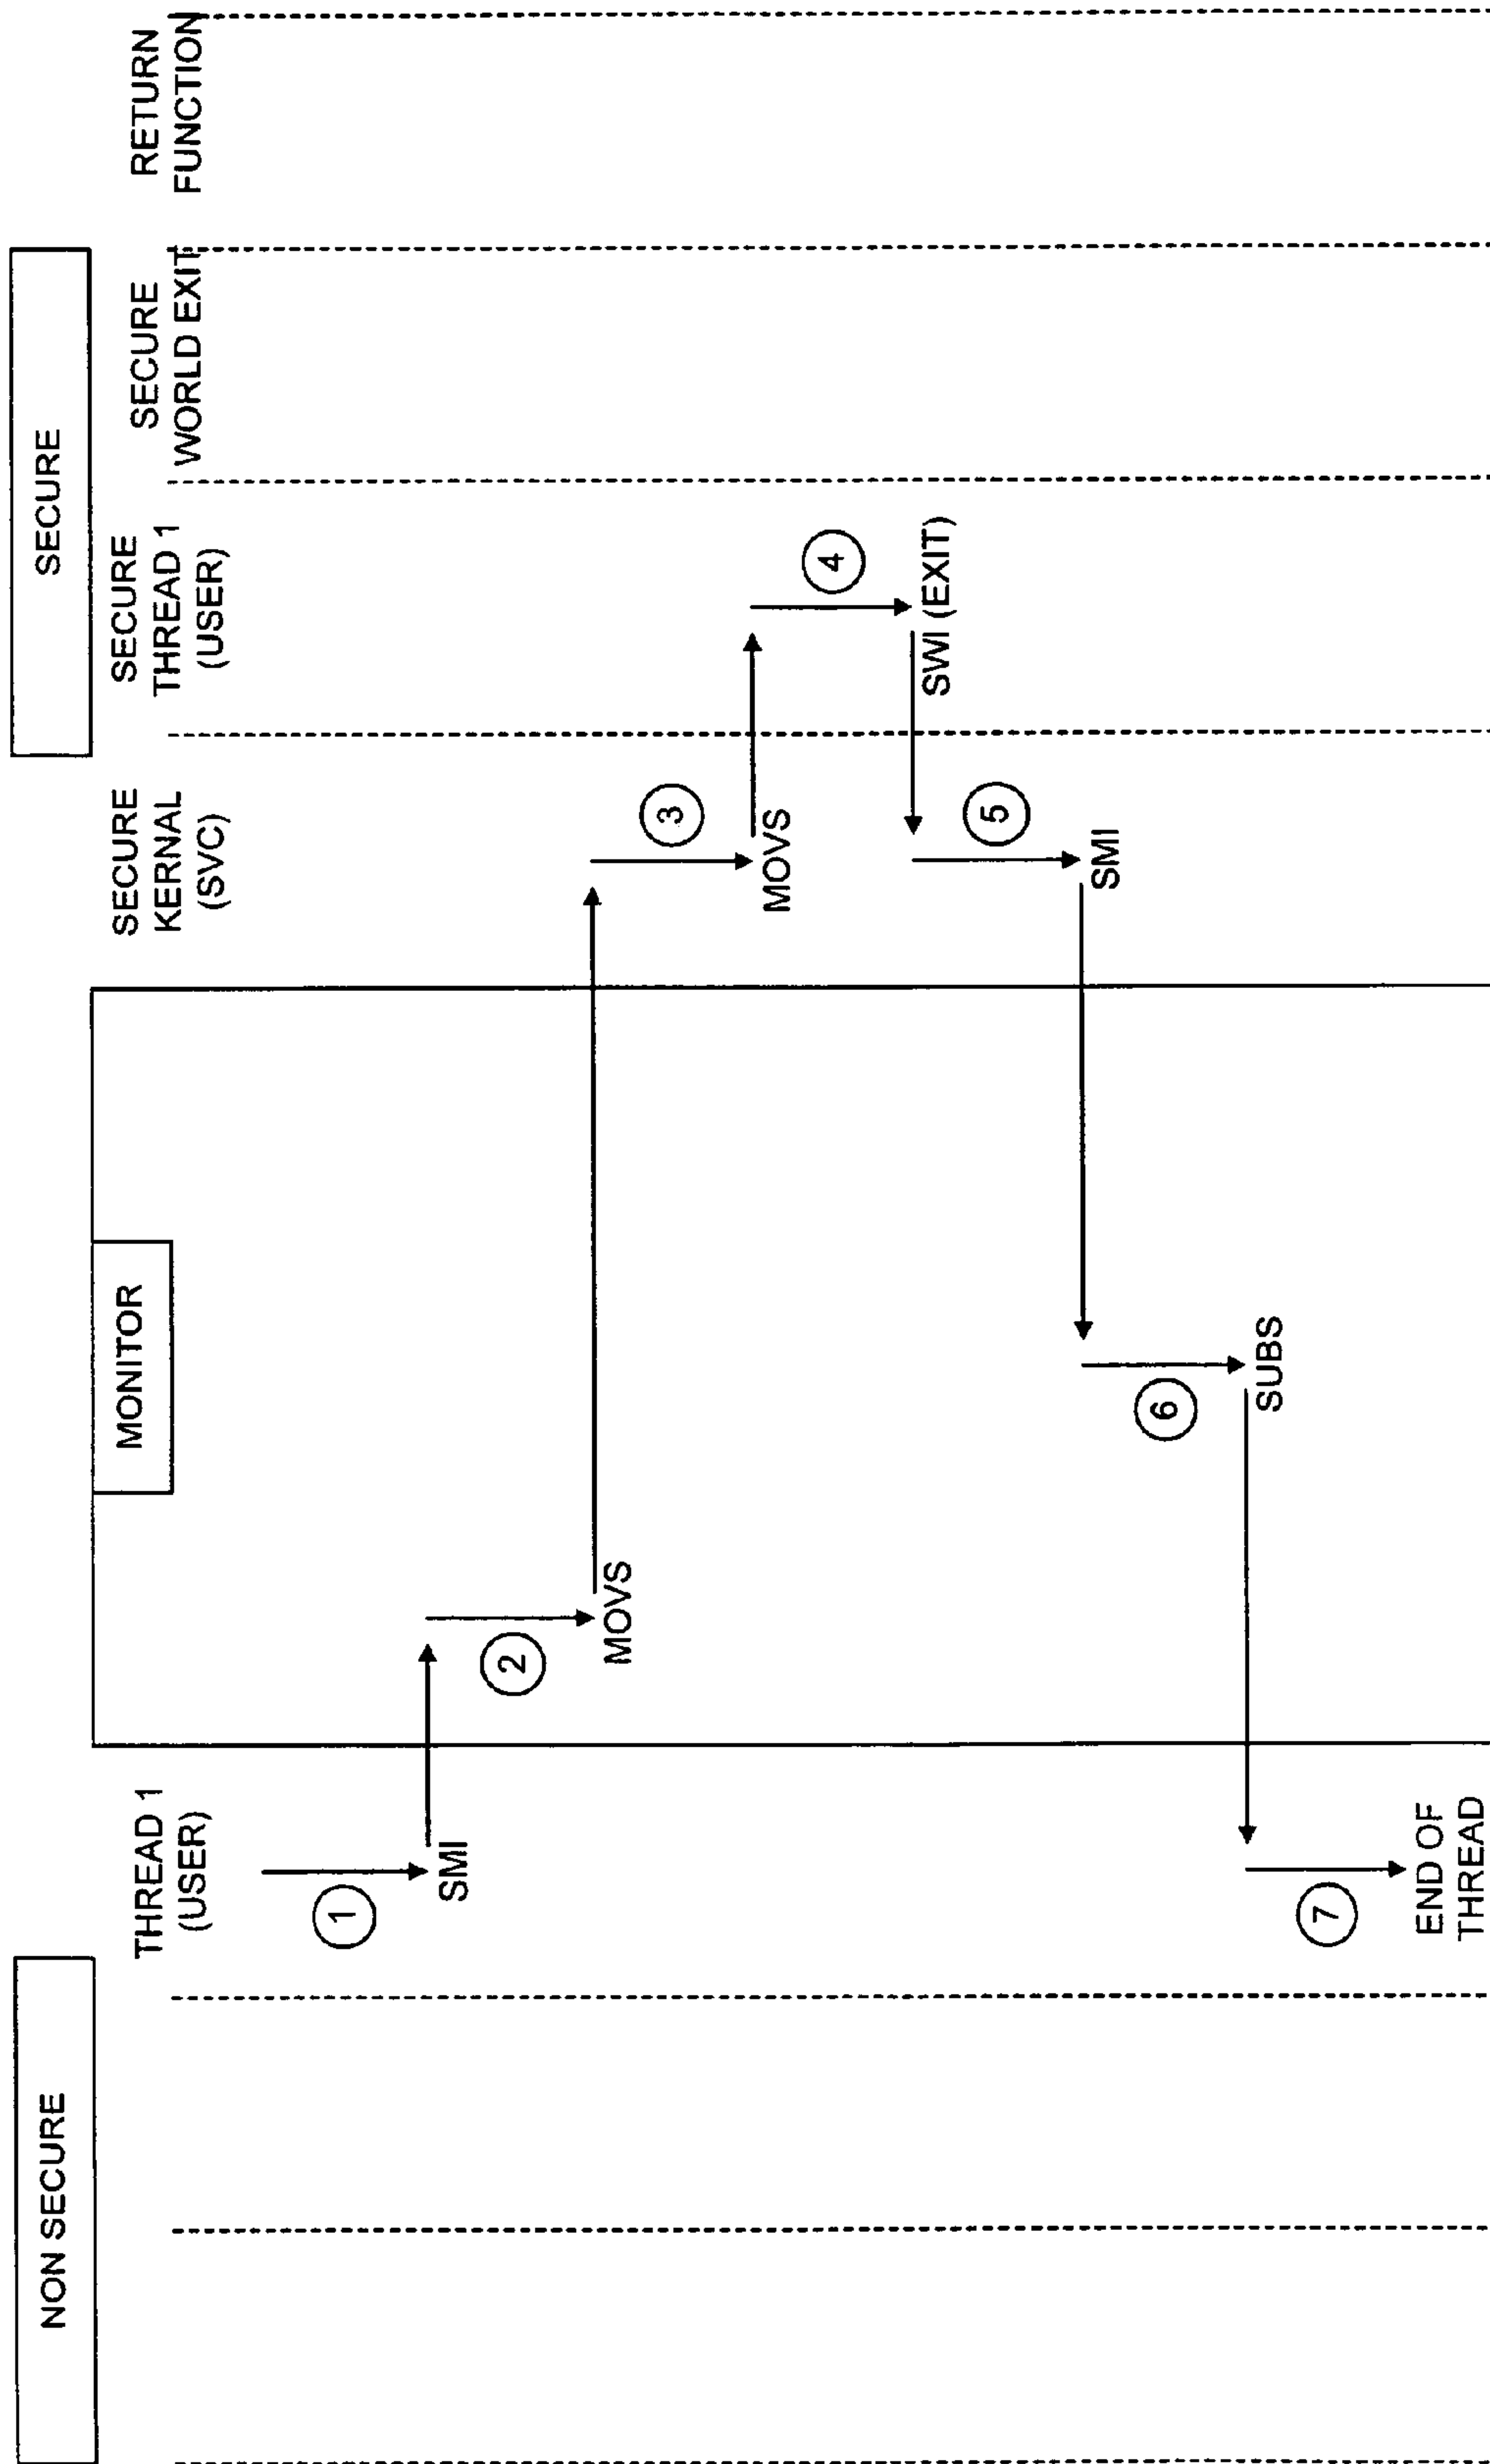 NON SECURE
MONITOR
SECURE
THREAD 1
(USER)
SECURE
KERNAL
(SVC)
SECURE
THREAD 1
(USER)
SECURE
WORLD EXIT
RETURN
FUNCTION
1
SMI
2
MOVS
3
MOVS
4
SWI (EXIT)
5
SMI
6
SUBS
7
END OF
THREAD